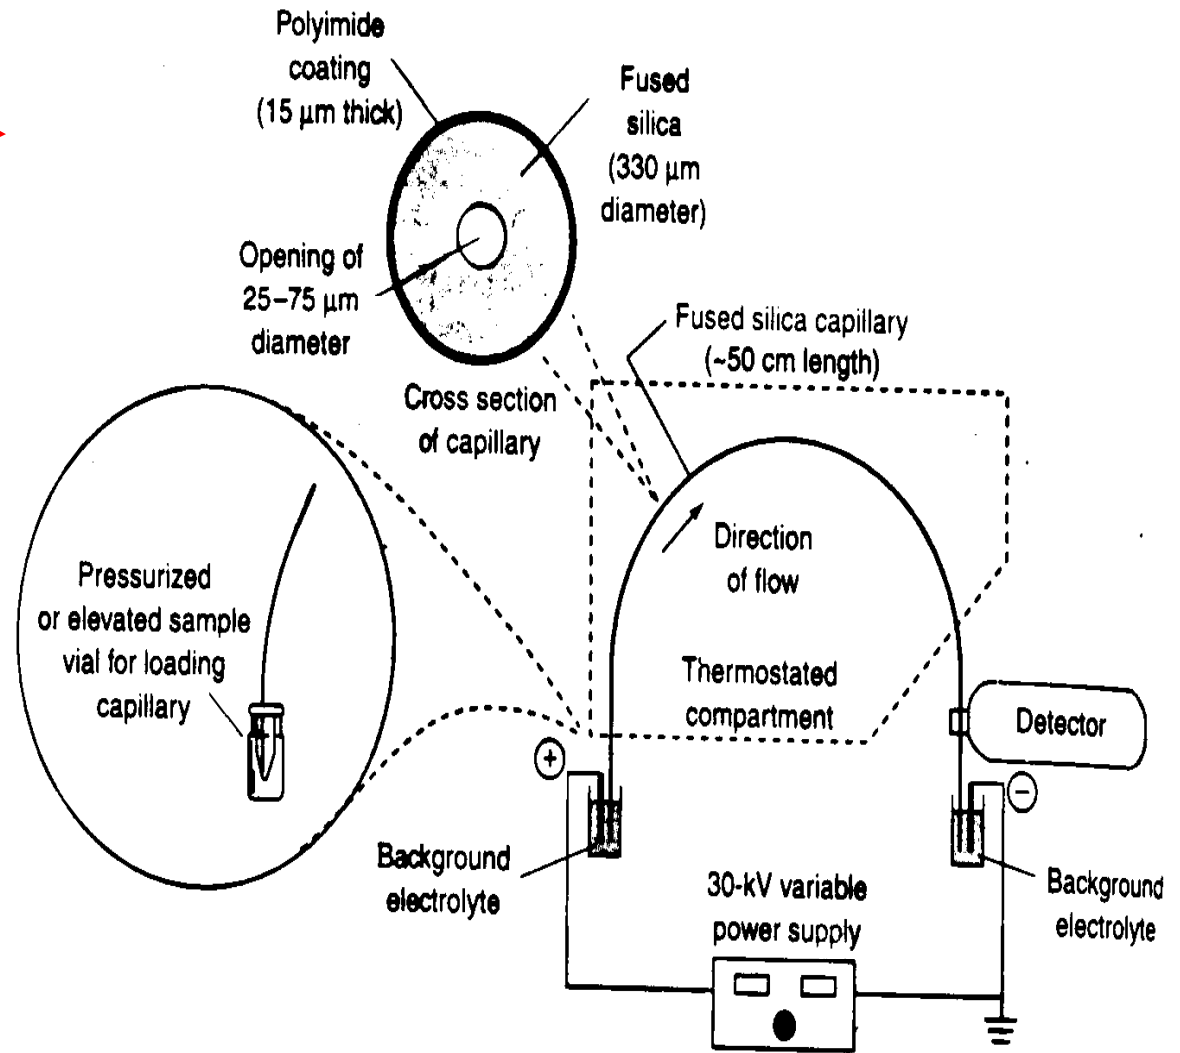 Polyimide
coating
(15 µm thick)
Fused
silica
(330 µm
diameter)
Opening of
25–75 µm
diameter
Fused silica capillary
(~50 cm length)
Cross section
of capillary
Direction
of flow
Pressurized
or elevated sample
vial for loading
capillary
Thermostated
compartment
Detector
+
−
Background
electrolyte
30-kV variable
power supply
Background
electrolyte